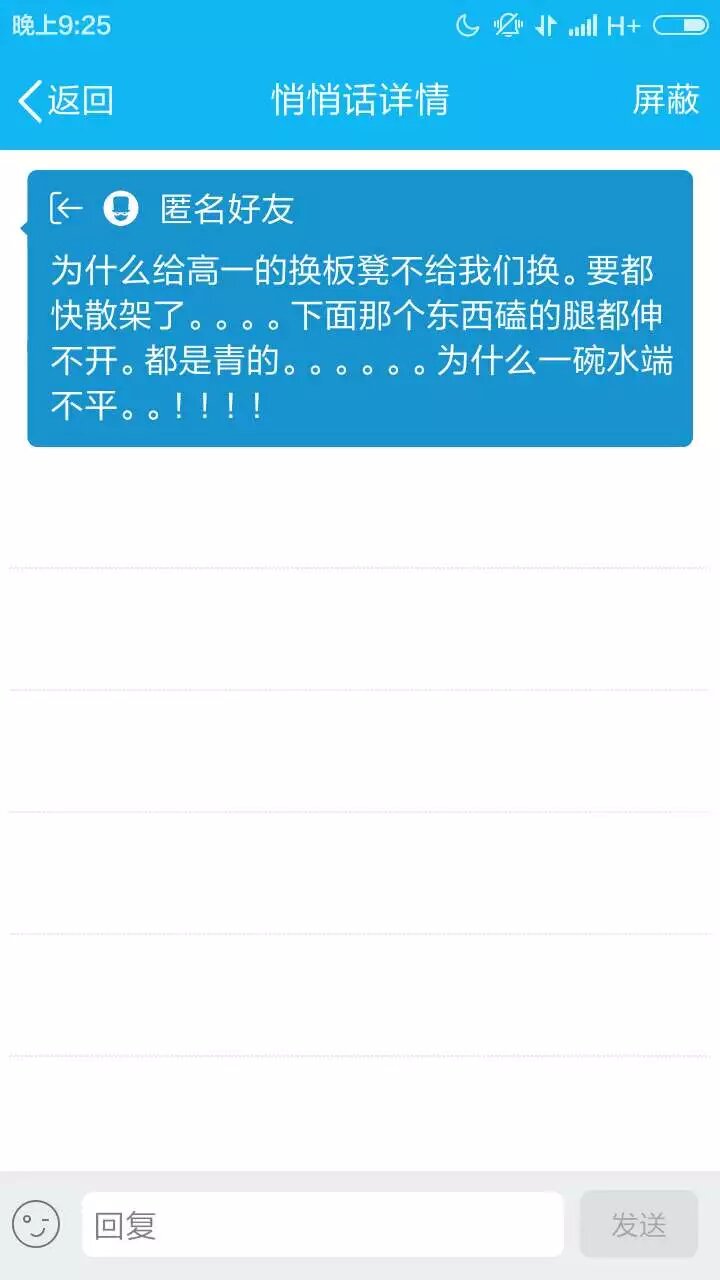 晚上9:25
H+
返回
悄悄话详情
屏蔽
匿名好友
为什么给高一的换板凳不给我们换。要都
快散架了。。。。下面那个东西磕的腿都伸
不开。都是青的。。。。。。为什么一碗水端
不平。。！！！！
回复
发送